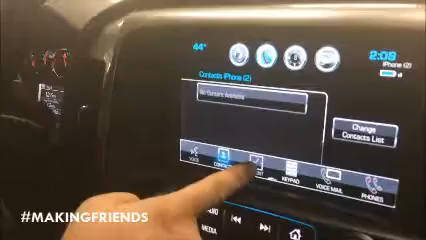 44°
2:09
iPhone (2)
Contacts iPhone (2)
No Contacts Available
Change
Contacts List
VOICE
KEYPAD
VOICE MAIL
PHONES
MEDIA
#MAKINGFRIENDS